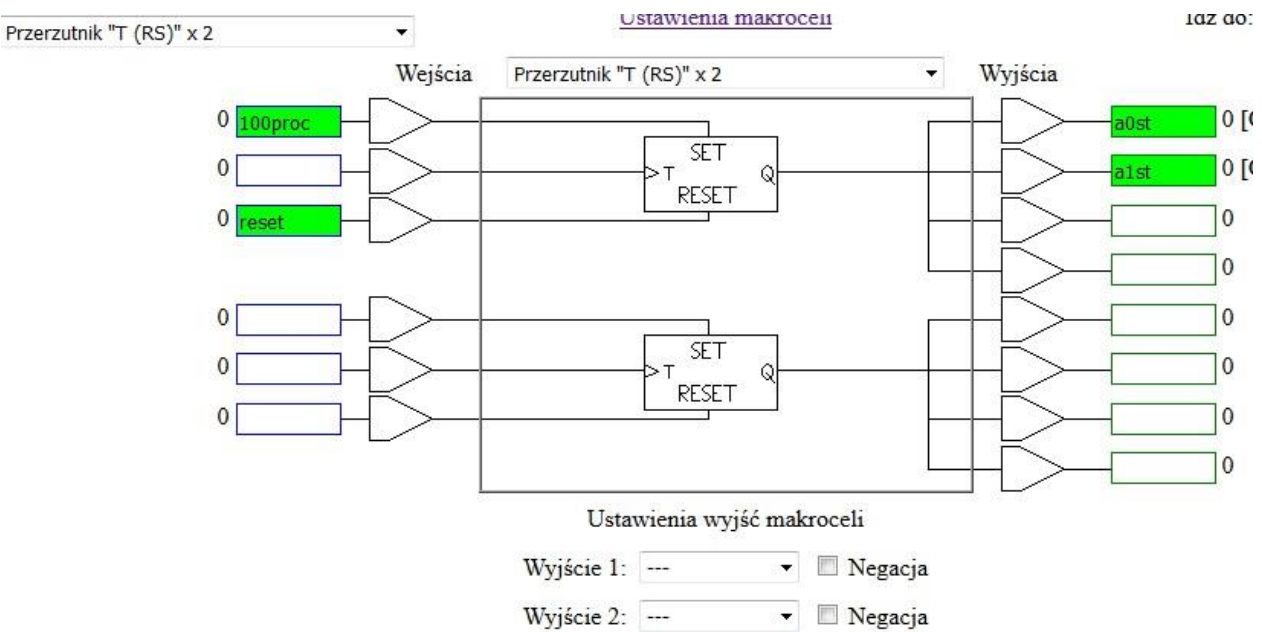 Przerzutnik "T (RS)" x 2
Ustawienia makroceli
Idź do:
Wejścia
Przerzutnik "T (RS)" x 2
Wyjścia
0 100proc
SET
T Q
RESET
a0st 0
0
a1st 0
0 reset
0
0
0
SET
T Q
RESET
0
0
0
0
0
0
Ustawienia wyjść makroceli
Wyjście 1: --- Negacja
Wyjście 2: --- Negacja